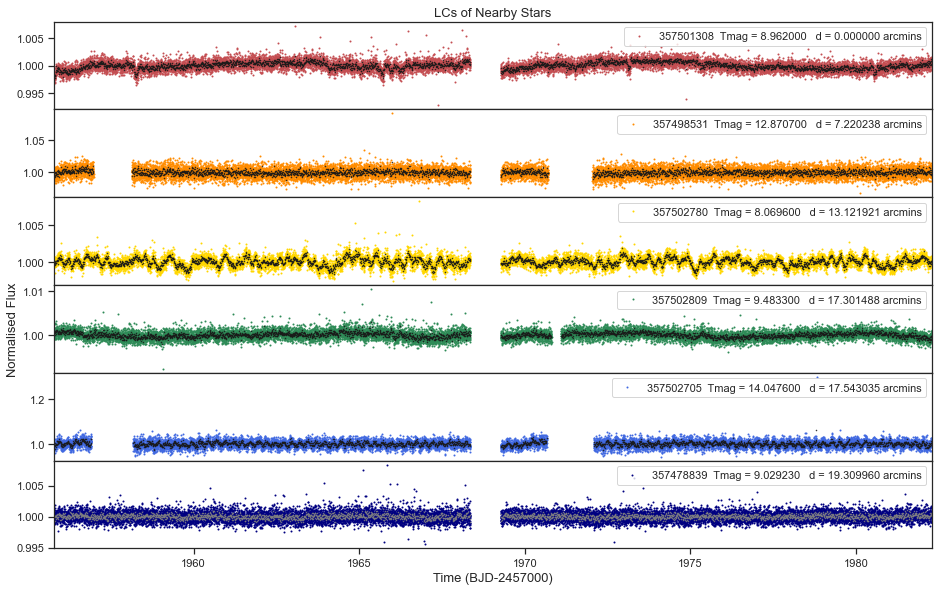 LCs of Nearby Stars
357501308 Tmag = 8.962000 d = 0.000000 arcmins
1.005
1.000
0.995
357498531 Tmag = 12.870700 d = 7.220238 arcmins
1.05
1.00
357502780 Tmag = 8.069600 d = 13.121921 arcmins
1.005
1.000
357502809 Tmag = 9.483300 d = 17.301488 arcmins
1.01
1.00
Normalised Flux
357502705 Tmag = 14.047600 d = 17.543035 arcmins
1.2
1.0
357478839 Tmag = 9.029230 d = 19.309960 arcmins
1.005
1.000
0.995
1960 1965 1970 1975 1980
Time (BJD-2457000)